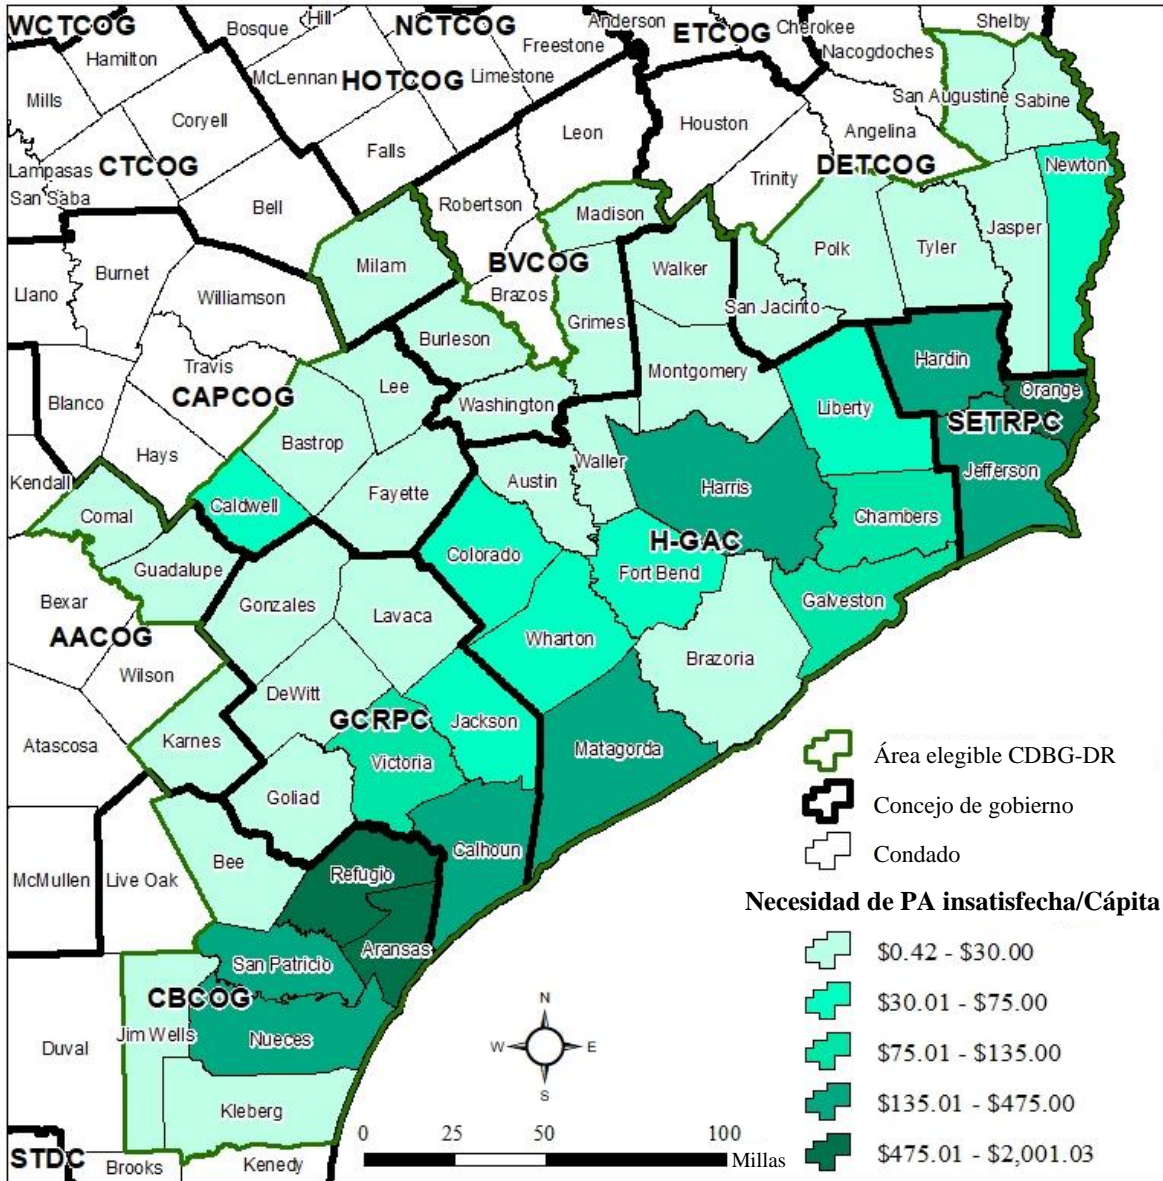 WCTCOG
Hill
Bosque
NCTCOG
Anderson
ETCOG
Cherokee
Shelby
Hamilton
Freestone
Nacogdoches
McLennan
HOTCOG
Limestone
Mills
San Augustine
Sabine
Coryell
Leon
Houston
Angelina
Falls
Lampasas
CTCOG
DETCOG
Newton
San Saba
Trinity
Bell
Robertson
Madison
Jasper
Polk
Tyler
Milam
BVCOG
Walker
Burnet
Llano
Williamson
Brazos
San Jacinto
Grimes
Burleson
Hardin
Travis
Montgomery
Lee
Orange
CAPCOG
Blanco
Washington
Liberty
SETRPC
Bastrop
Hays
Waller
Jefferson
Kendall
Austin
Fayette
Harris
Caldwell
Comal
Chambers
H-GAC
Colorado
Guadalupe
Fort Bend
Bexar
Gonzales
Galveston
Lavaca
AACOG
Wharton
Brazoria
Wilson
DeWitt
GCRPC
Jackson
Atascosa
Karnes
Matagorda
Victoria
Goliad
Calhoun
Bee
McMullen
Live Oak
Refugio
Aransas
San Patricio
CBCOG
Jim Wells
Nueces
Duval
Kleberg
STDC
Brooks
Kenedy
Área elegible CDBG-DR
Concejo de gobierno
Condado
Necesidad de PA insatisfecha/Cápita
$0.42 - $30.00
$30.01 - $75.00
$75.01 - $135.00
$135.01 - $475.00
$475.01 - $2,001.03
N
W E
S
0 25 50 100
Millas